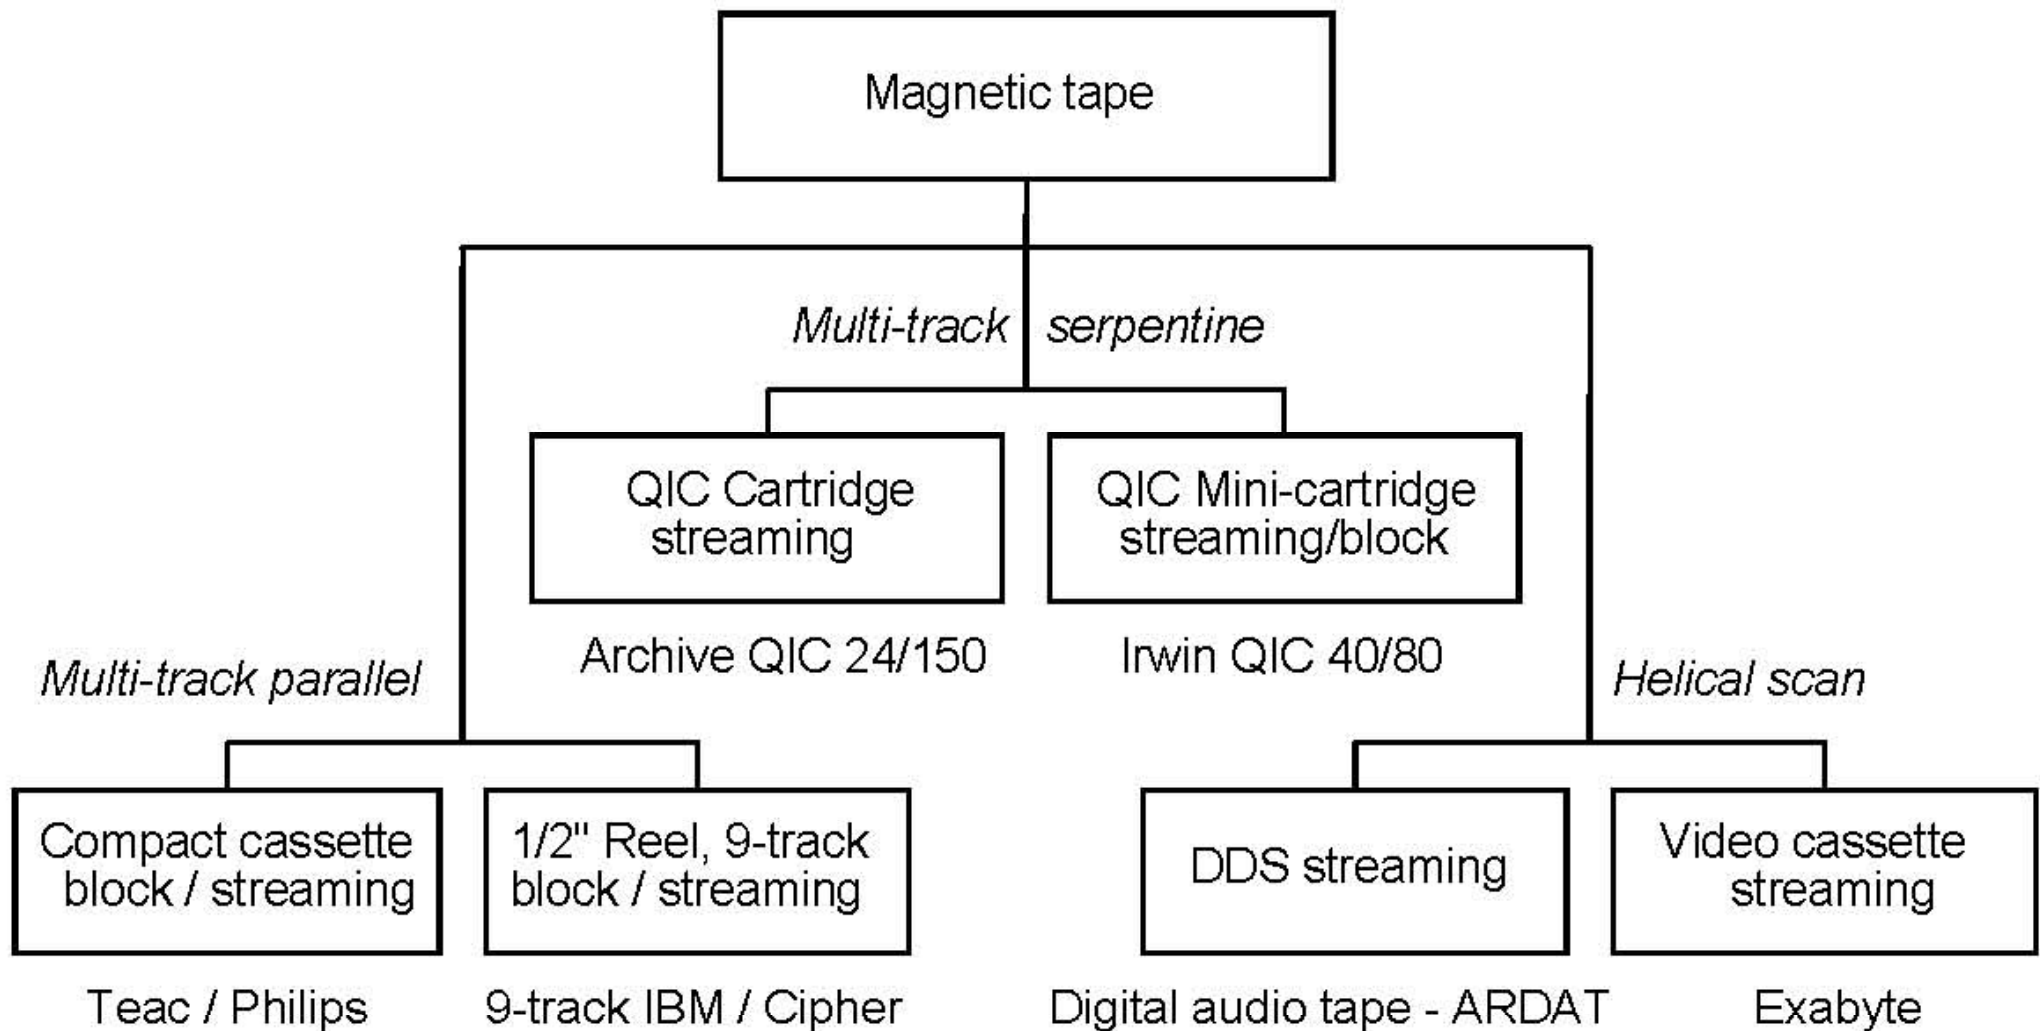 Magnetic tape
Multi-track serpentine
QIC Cartridge
streaming
QIC Mini-cartridge
streaming/block
Archive QIC 24/150
Irwin QIC 40/80
Multi-track parallel
Helical scan
Compact cassette
block / streaming
1/2" Reel, 9-track
block / streaming
DDS streaming
Video cassette
streaming
Teac / Philips
9-track IBM / Cipher
Digital audio tape - ARDAT
Exabyte